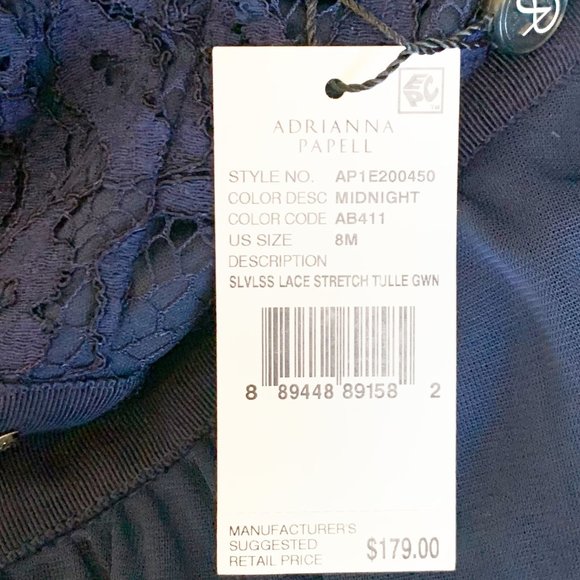 EPC
ADRIANNA
PAPELL
STYLE NO. AP1E200450
COLOR DESC MIDNIGHT
COLOR CODE AB411
US SIZE 8M
DESCRIPTION
SLVLSS LACE STRETCH TULLE GWN
8 89448 89158 2
MANUFACTURER'S
SUGGESTED
RETAIL PRICE $179.00